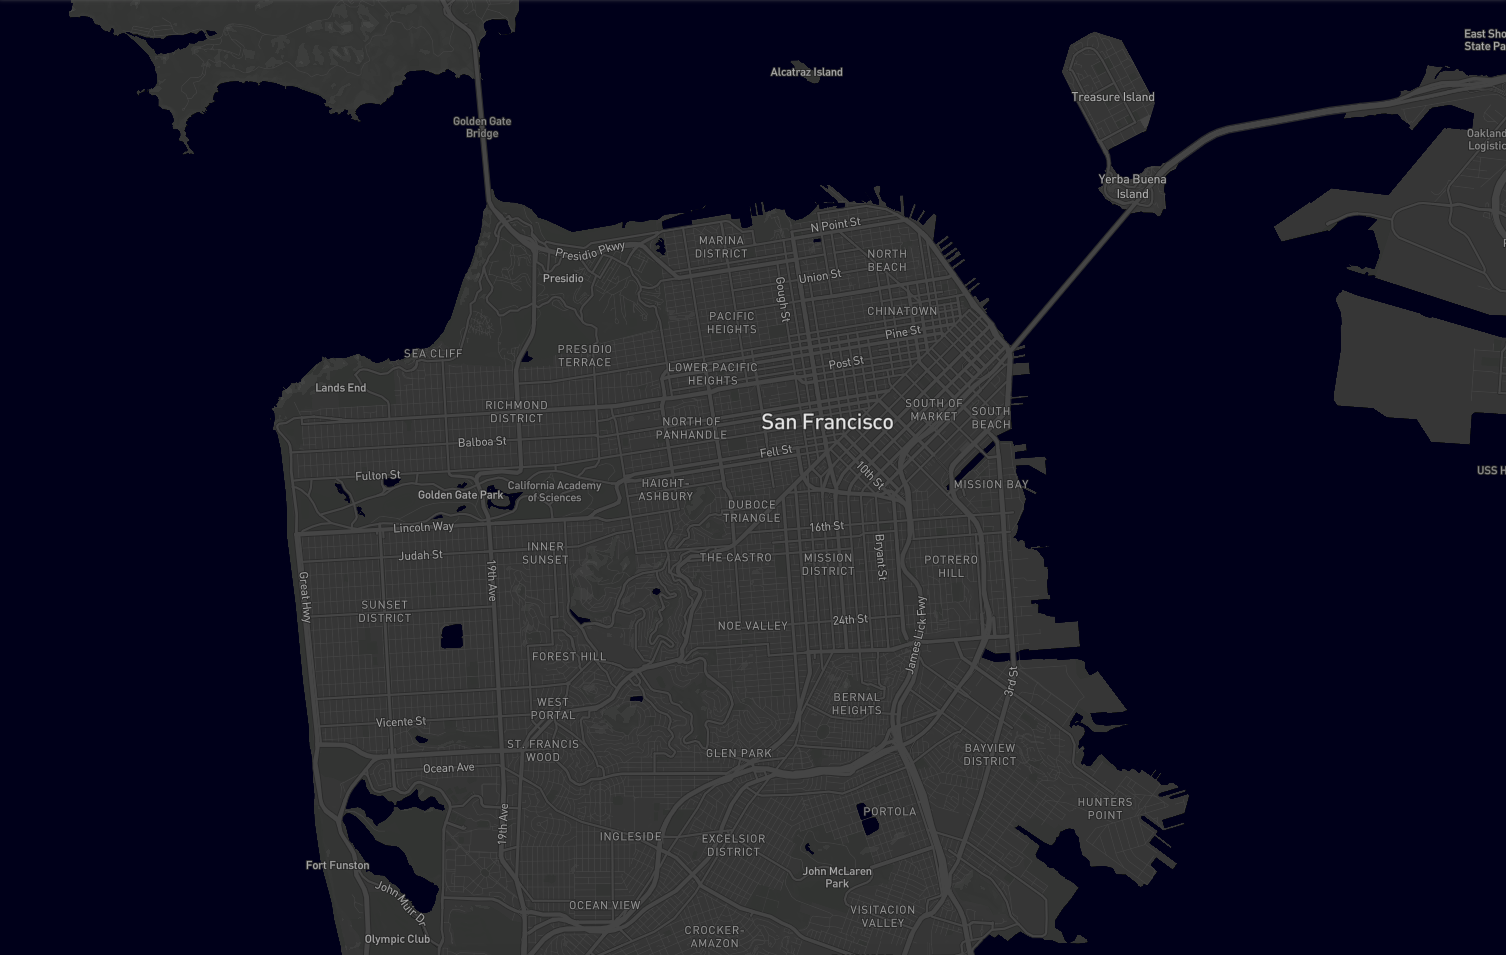 East Sho
State Pa
Alcatraz Island
Treasure Island
Golden Gate
Bridge
Oakland
Logistic
Yerba Buena
Island
N Point St
MARINA
DISTRICT
Presidio Pkwy
NORTH
BEACH
Presidio
Union St
Gough St
CHINATOWN
PACIFIC
HEIGHTS
Pine St
SEA CLIFF
PRESIDIO
TERRACE
Post St
LOWER PACIFIC
HEIGHTS
Lands End
RICHMOND
DISTRICT
SOUTH OF
MARKET
SOUTH
BEACH
San Francisco
NORTH OF
PANHANDLE
Balboa St
Fell St
Fulton St
10th St
USS H
California Academy
of Sciences
Golden Gate Park
HAIGHT-
ASHBURY
MISSION BAY
DUBOCE
TRIANGLE
Lincoln Way
16th St
Judah St
INNER
SUNSET
THE CASTRO
MISSION
DISTRICT
Bryant St
POTRERO
HILL
19th Ave
Great Hwy
SUNSET
DISTRICT
NOE VALLEY
24th St
James Lick Fwy
FOREST HILL
3rd St
WEST
PORTAL
BERNAL
HEIGHTS
Vicente St
ST. FRANCIS
WOOD
GLEN PARK
BAYVIEW
DISTRICT
Ocean Ave
HUNTERS
POINT
PORTOLA
19th Ave
INGLESIDE
EXCELSIOR
DISTRICT
Fort Funston
John McLaren
Park
John Muir Dr
OCEAN VIEW
VISITACION
VALLEY
Olympic Club
CROCKER-
AMAZON